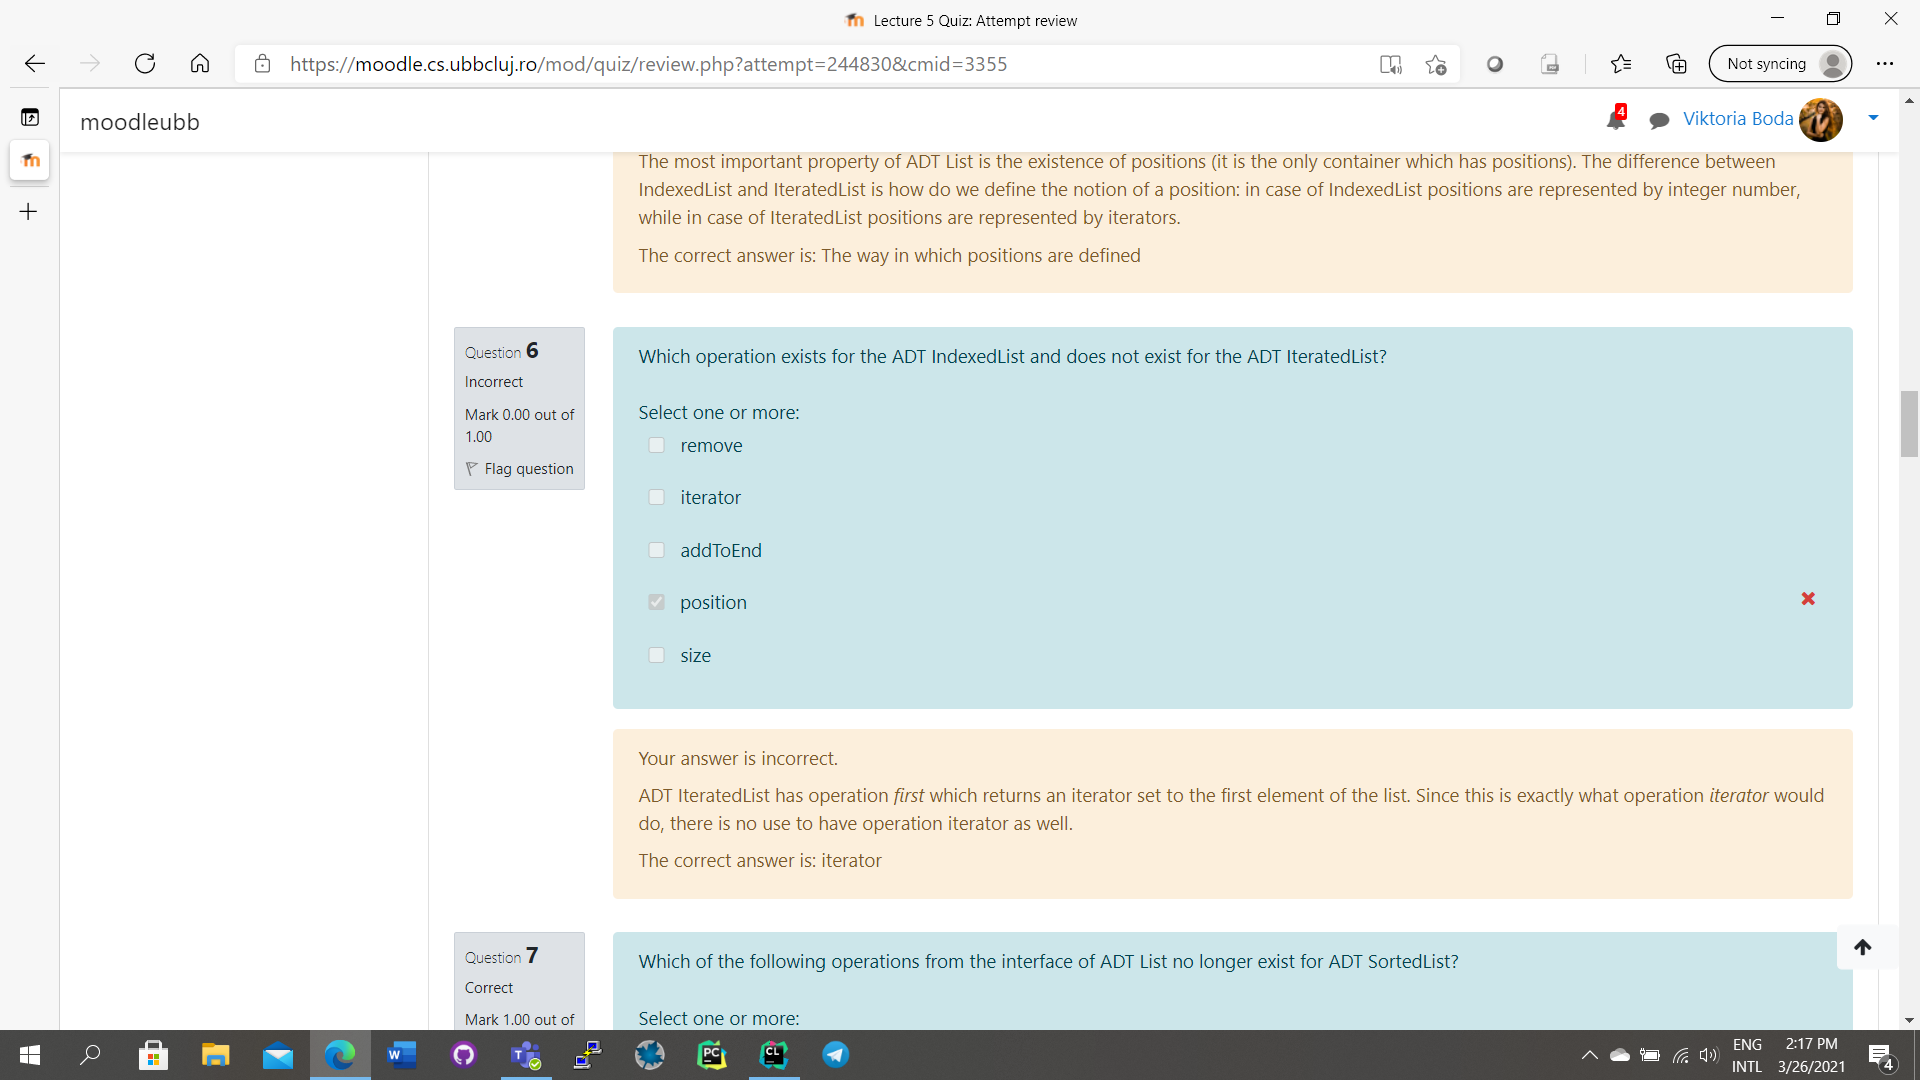 Lecture 5 Quiz: Attempt review
https://moodle.cs.ubbcluj.ro/mod/quiz/review.php?attempt=244830&cmid=3355
Not syncing
moodleubb
4
Viktoria Boda
The most important property of ADT List is the existence of positions (it is the only container which has positions). The difference between
IndexedList and IteratedList is how do we define the notion of a position: in case of IndexedList positions are represented by integer number,
while in case of IteratedList positions are represented by iterators.
The correct answer is: The way in which positions are defined
Question 6
Incorrect
Mark 0.00 out of
1.00
Flag question
Which operation exists for the ADT IndexedList and does not exist for the ADT IteratedList?
Select one or more:
remove
iterator
addToEnd
position
size
Your answer is incorrect.
ADT IteratedList has operation first which returns an iterator set to the first element of the list. Since this is exactly what operation iterator would
do, there is no use to have operation iterator as well.
The correct answer is: iterator
Question 7
Correct
Mark 1.00 out of
Which of the following operations from the interface of ADT List no longer exist for ADT SortedList?
Select one or more:
W
T
PC
CL
ENG
INTL
2:17 PM
3/26/2021
4